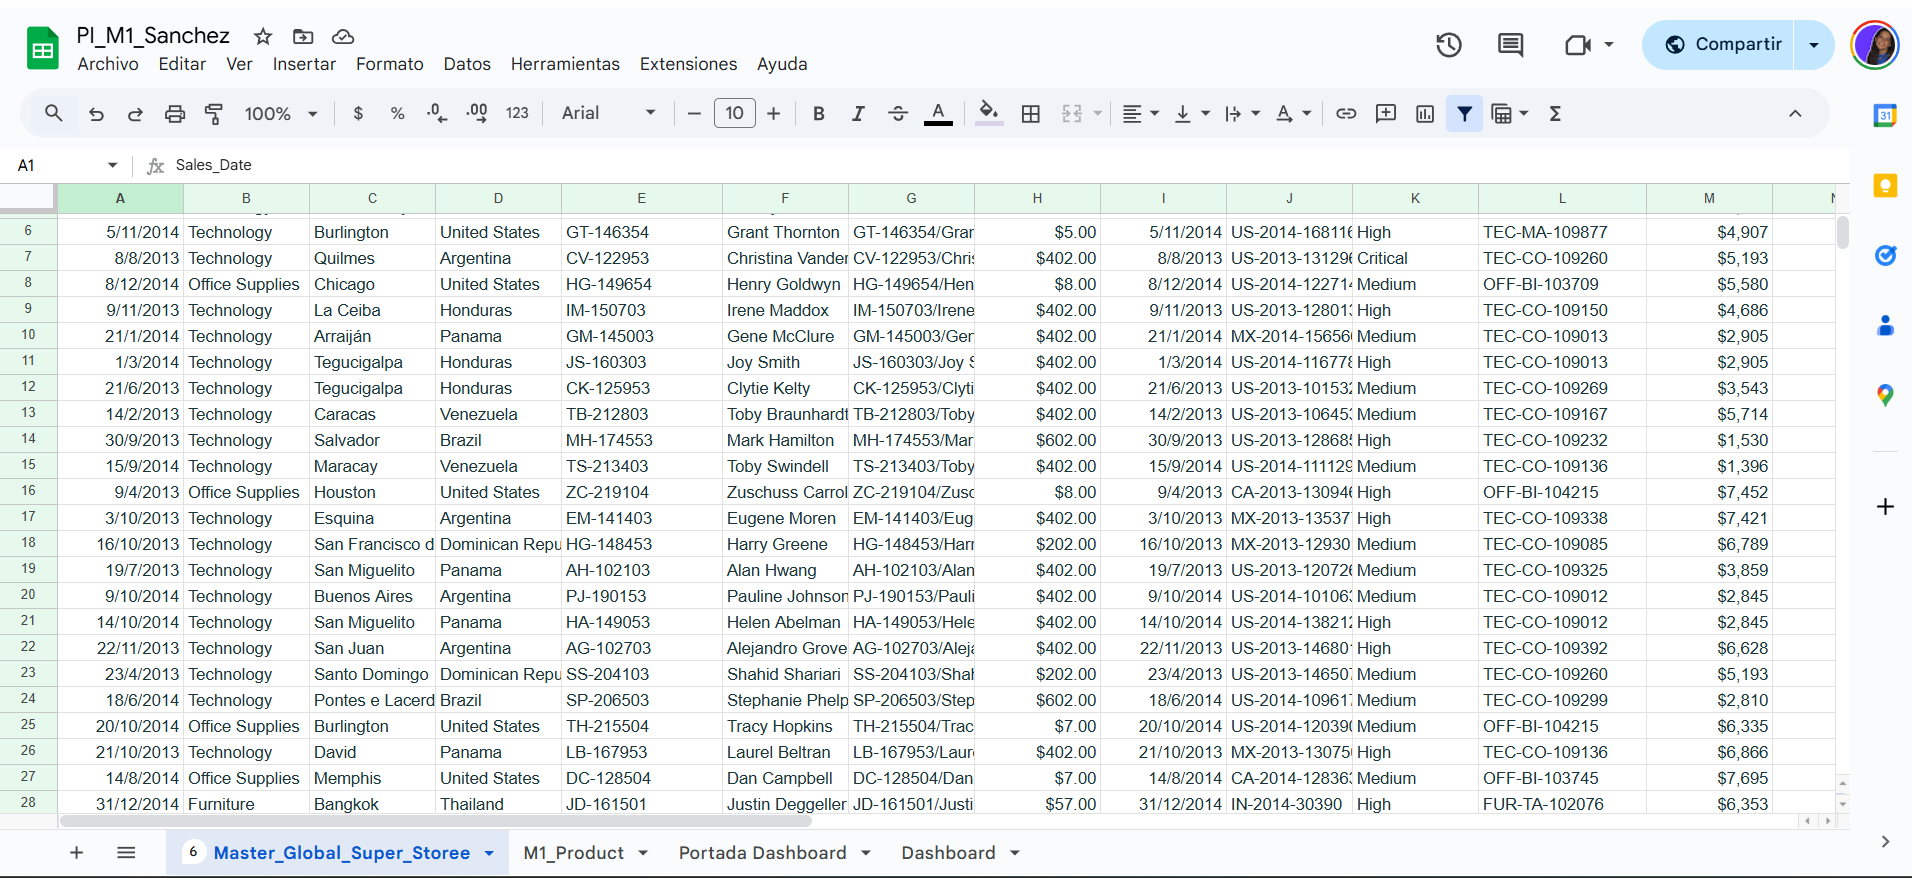 PI_M1_Sanchez
Archivo Editar Ver Insertar Formato Datos Herramientas Extensiones Ayuda
Compartir
100% $ % .0 .00 123 Arial 10 B I A A Σ
31
A1 fx Sales_Date
A B C D E F G H I J K L M
6 5/11/2014 Technology Burlington United States GT-146354 Grant Thornton GT-146354/Grar $5.00 5/11/2014 US-2014-168116 High TEC-MA-109877 $4,907
7 8/8/2013 Technology Quilmes Argentina CV-122953 Christina Vander CV-122953/Chris $402.00 8/8/2013 US-2013-131296 Critical TEC-CO-109260 $5,193
8 8/12/2014 Office Supplies Chicago United States HG-149654 Henry Goldwyn HG-149654/Hen $8.00 8/12/2014 US-2014-122714 Medium OFF-BI-103709 $5,580
9 9/11/2013 Technology La Ceiba Honduras IM-150703 Irene Maddox IM-150703/Irene $402.00 9/11/2013 US-2013-128013 High TEC-CO-109150 $4,686
10 21/1/2014 Technology Arraiján Panama GM-145003 Gene McClure GM-145003/Ger $402.00 21/1/2014 MX-2014-15656 Medium TEC-CO-109013 $2,905
11 1/3/2014 Technology Tegucigalpa Honduras JS-160303 Joy Smith JS-160303/Joy S $402.00 1/3/2014 US-2014-116778 High TEC-CO-109013 $2,905
12 21/6/2013 Technology Tegucigalpa Honduras CK-125953 Clytie Kelty CK-125953/Clyti $402.00 21/6/2013 US-2013-101532 Medium TEC-CO-109269 $3,543
13 14/2/2013 Technology Caracas Venezuela TB-212803 Toby Braunhardt TB-212803/Toby $402.00 14/2/2013 US-2013-106453 Medium TEC-CO-109167 $5,714
14 30/9/2013 Technology Salvador Brazil MH-174553 Mark Hamilton MH-174553/Mar $602.00 30/9/2013 US-2013-128685 High TEC-CO-109232 $1,530
15 15/9/2014 Technology Maracay Venezuela TS-213403 Toby Swindell TS-213403/Toby $402.00 15/9/2014 US-2014-111129 Medium TEC-CO-109136 $1,396
16 9/4/2013 Office Supplies Houston United States ZC-219104 Zuschuss Carrol ZC-219104/Zusc $8.00 9/4/2013 CA-2013-130946 High OFF-BI-104215 $7,452
17 3/10/2013 Technology Esquina Argentina EM-141403 Eugene Moren EM-141403/Eug $402.00 3/10/2013 MX-2013-13537 High TEC-CO-109338 $7,421
18 16/10/2013 Technology San Francisco d Dominican Repu HG-148453 Harry Greene HG-148453/Harr $202.00 16/10/2013 MX-2013-12930 Medium TEC-CO-109085 $6,789
19 19/7/2013 Technology San Miguelito Panama AH-102103 Alan Hwang AH-102103/Alan $402.00 19/7/2013 US-2013-120726 Medium TEC-CO-109325 $3,859
20 9/10/2014 Technology Buenos Aires Argentina PJ-190153 Pauline Johnson PJ-190153/Pauli $402.00 9/10/2014 US-2014-101063 Medium TEC-CO-109012 $2,845
21 14/10/2014 Technology San Miguelito Panama HA-149053 Helen Abelman HA-149053/Hele $402.00 14/10/2014 US-2014-138212 High TEC-CO-109012 $2,845
22 22/11/2013 Technology San Juan Argentina AG-102703 Alejandro Grove AG-102703/Aleja $402.00 22/11/2013 US-2013-146801 High TEC-CO-109392 $6,628
23 23/4/2013 Technology Santo Domingo Dominican Repu SS-204103 Shahid Shariari SS-204103/Shah $202.00 23/4/2013 US-2013-146507 Medium TEC-CO-109260 $5,193
24 18/6/2014 Technology Pontes e Lacerd Brazil SP-206503 Stephanie Phelp SP-206503/Step $602.00 18/6/2014 US-2014-109617 Medium TEC-CO-109299 $2,810
25 20/10/2014 Office Supplies Burlington United States TH-215504 Tracy Hopkins TH-215504/Trac $7.00 20/10/2014 US-2014-120390 Medium OFF-BI-104215 $6,335
26 21/10/2013 Technology David Panama LB-167953 Laurel Beltran LB-167953/Laure $402.00 21/10/2013 MX-2013-13075 High TEC-CO-109136 $6,866
27 14/8/2014 Office Supplies Memphis United States DC-128504 Dan Campbell DC-128504/Dan $7.00 14/8/2014 CA-2014-128363 Medium OFF-BI-103745 $7,695
28 31/12/2014 Furniture Bangkok Thailand JD-161501 Justin Deggeller JD-161501/Justi $57.00 31/12/2014 IN-2014-30390 High FUR-TA-102076 $6,353
6 Master_Global_Super_Storee M1_Product Portada Dashboard Dashboard